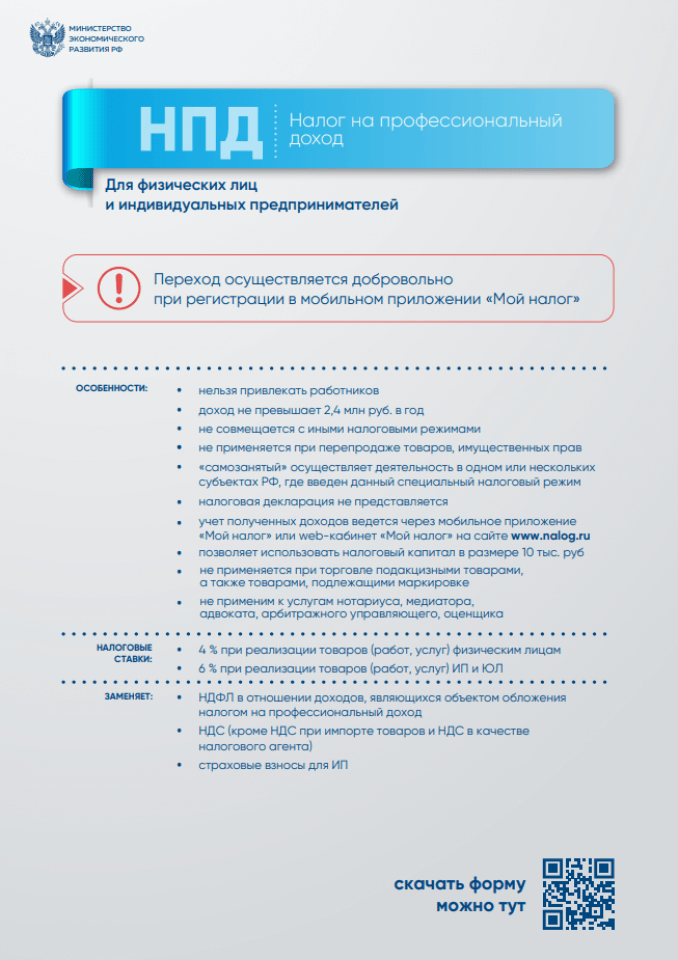 МИНИСТЕРСТВО
ЭКОНОМИЧЕСКОГО
РАЗВИТИЯ РФ
НПД
Налог на профессиональный
доход
Для физических лиц
и индивидуальных предпринимателей
Переход осуществляется добровольно
при регистрации в мобильном приложении «Мой налог»
ОСОБЕННОСТИ:
• нельзя привлекать работников
• доход не превышает 2,4 млн руб. в год
• не совмещается с иными налоговыми режимами
• не применяется при перепродаже товаров, имущественных прав
• «самозанятый» осуществляет деятельность в одном или нескольких
субъектах РФ, где введен данный специальный налоговый режим
• налоговая декларация не представляется
• учет полученных доходов ведется через мобильное приложение
«Мой налог» или web-кабинет «Мой налог» на сайте www.nalog.ru
• позволяет использовать налоговый капитал в размере 10 тыс. руб
• не применяется при торговле подакцизными товарами,
а также товарами, подлежащими маркировке
• не применим к услугам нотариуса, медиатора,
адвоката, арбитражного управляющего, оценщика
НАЛОГОВЫЕ
СТАВКИ:
• 4 % при реализации товаров (работ, услуг) физическим лицам
• 6 % при реализации товаров (работ, услуг) ИП и ЮЛ
ЗАМЕНЯЕТ:
• НДФЛ в отношении доходов, являющихся объектом обложения
налогом на профессиональный доход
• НДС (кроме НДС при импорте товаров и НДС в качестве
налогового агента)
• страховые взносы для ИП
скачать форму
можно тут